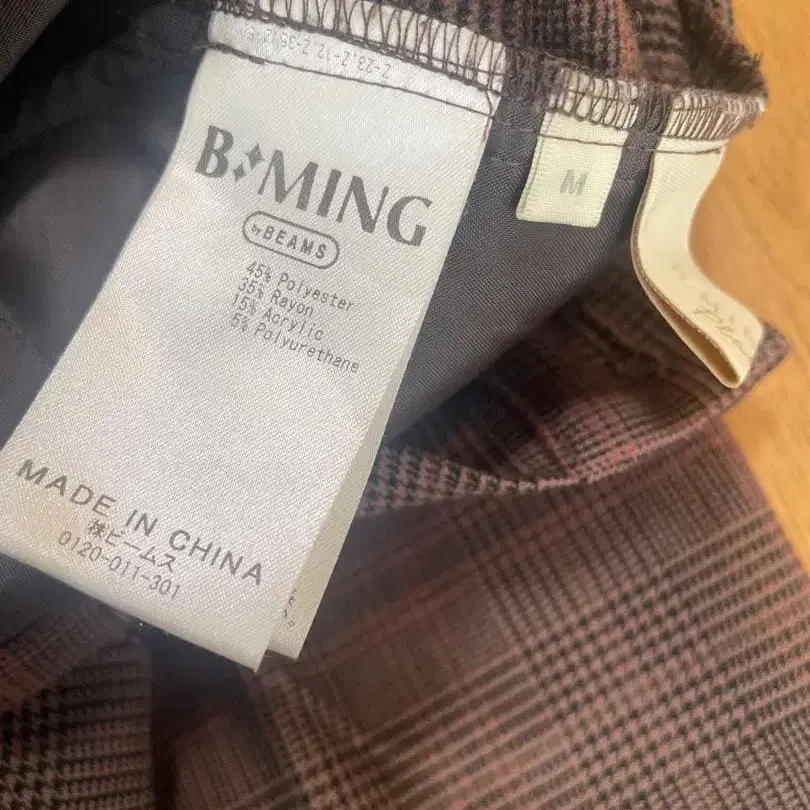 B:MING
by BEAMS
45% Polyester
35% Rayon
15% Acrylic
5% Polyurethane
MADE IN CHINA
㈱ビームス
0120-011-301
M